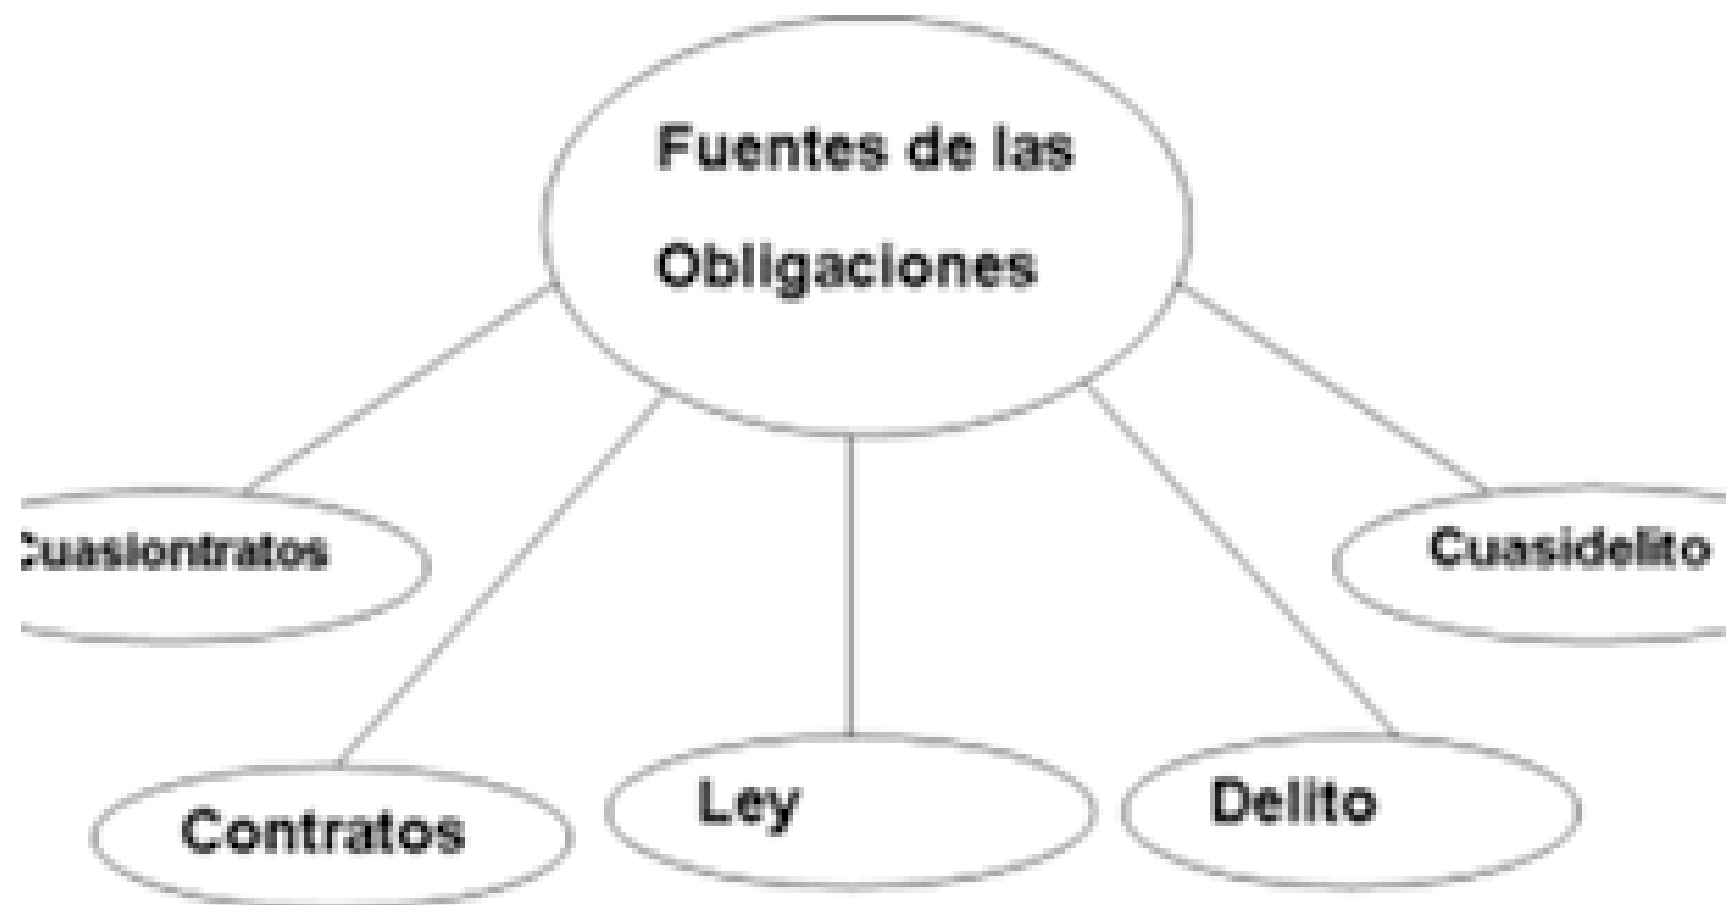 Fuentes de las
Obligaciones
Cuasiontratos
Cuasidelito
Contratos
Ley
Delito